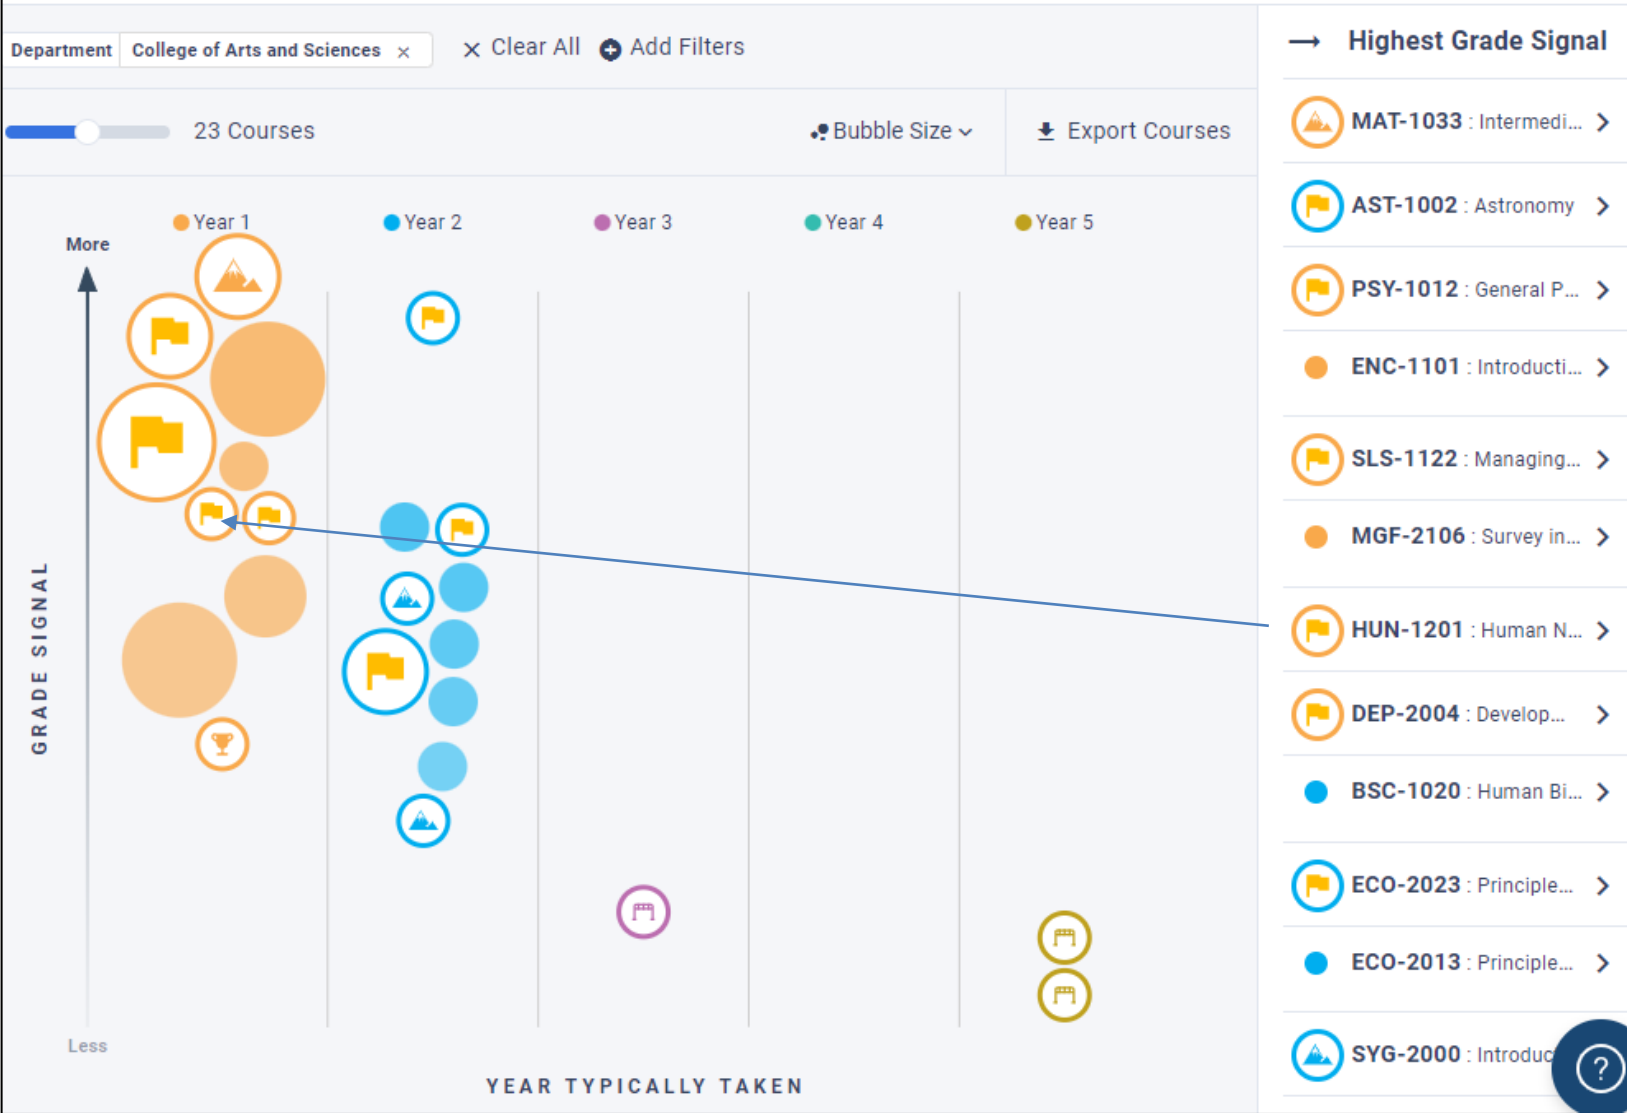 Department College of Arts and Sciences × × Clear All Add Filters
23 Courses Bubble Size Export Courses
Year 1 Year 2 Year 3 Year 4 Year 5
More
GRADE SIGNAL
Less
YEAR TYPICALLY TAKEN
→ Highest Grade Signal
MAT-1033 : Intermedi...
AST-1002 : Astronomy
PSY-1012 : General P...
ENC-1101 : Introducti...
SLS-1122 : Managing...
MGF-2106 : Survey in...
HUN-1201 : Human N...
DEP-2004 : Develop...
BSC-1020 : Human Bi...
ECO-2023 : Principle...
ECO-2013 : Principle...
SYG-2000 : Introduc
?